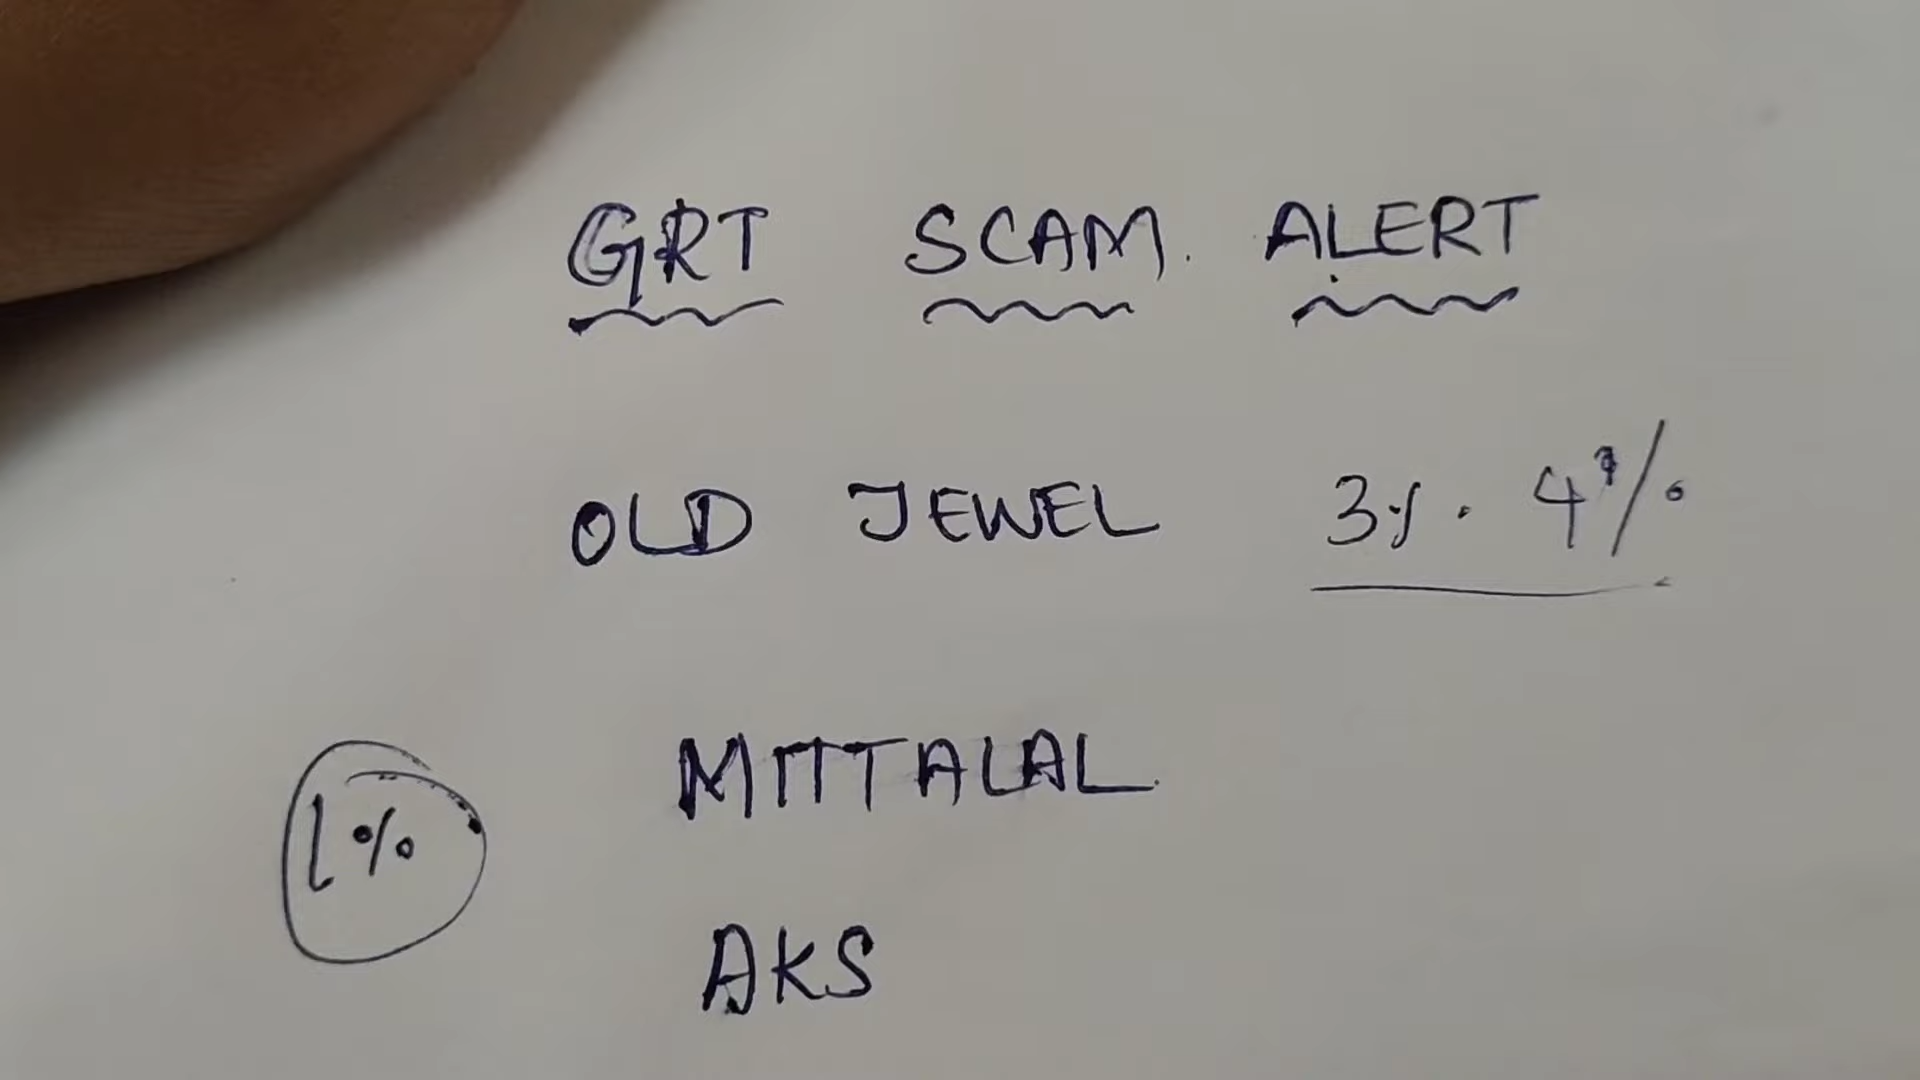 GRT SCAM. ALERT
OLD JEWEL 3% . 4%
MITTALAL
1%
AKS